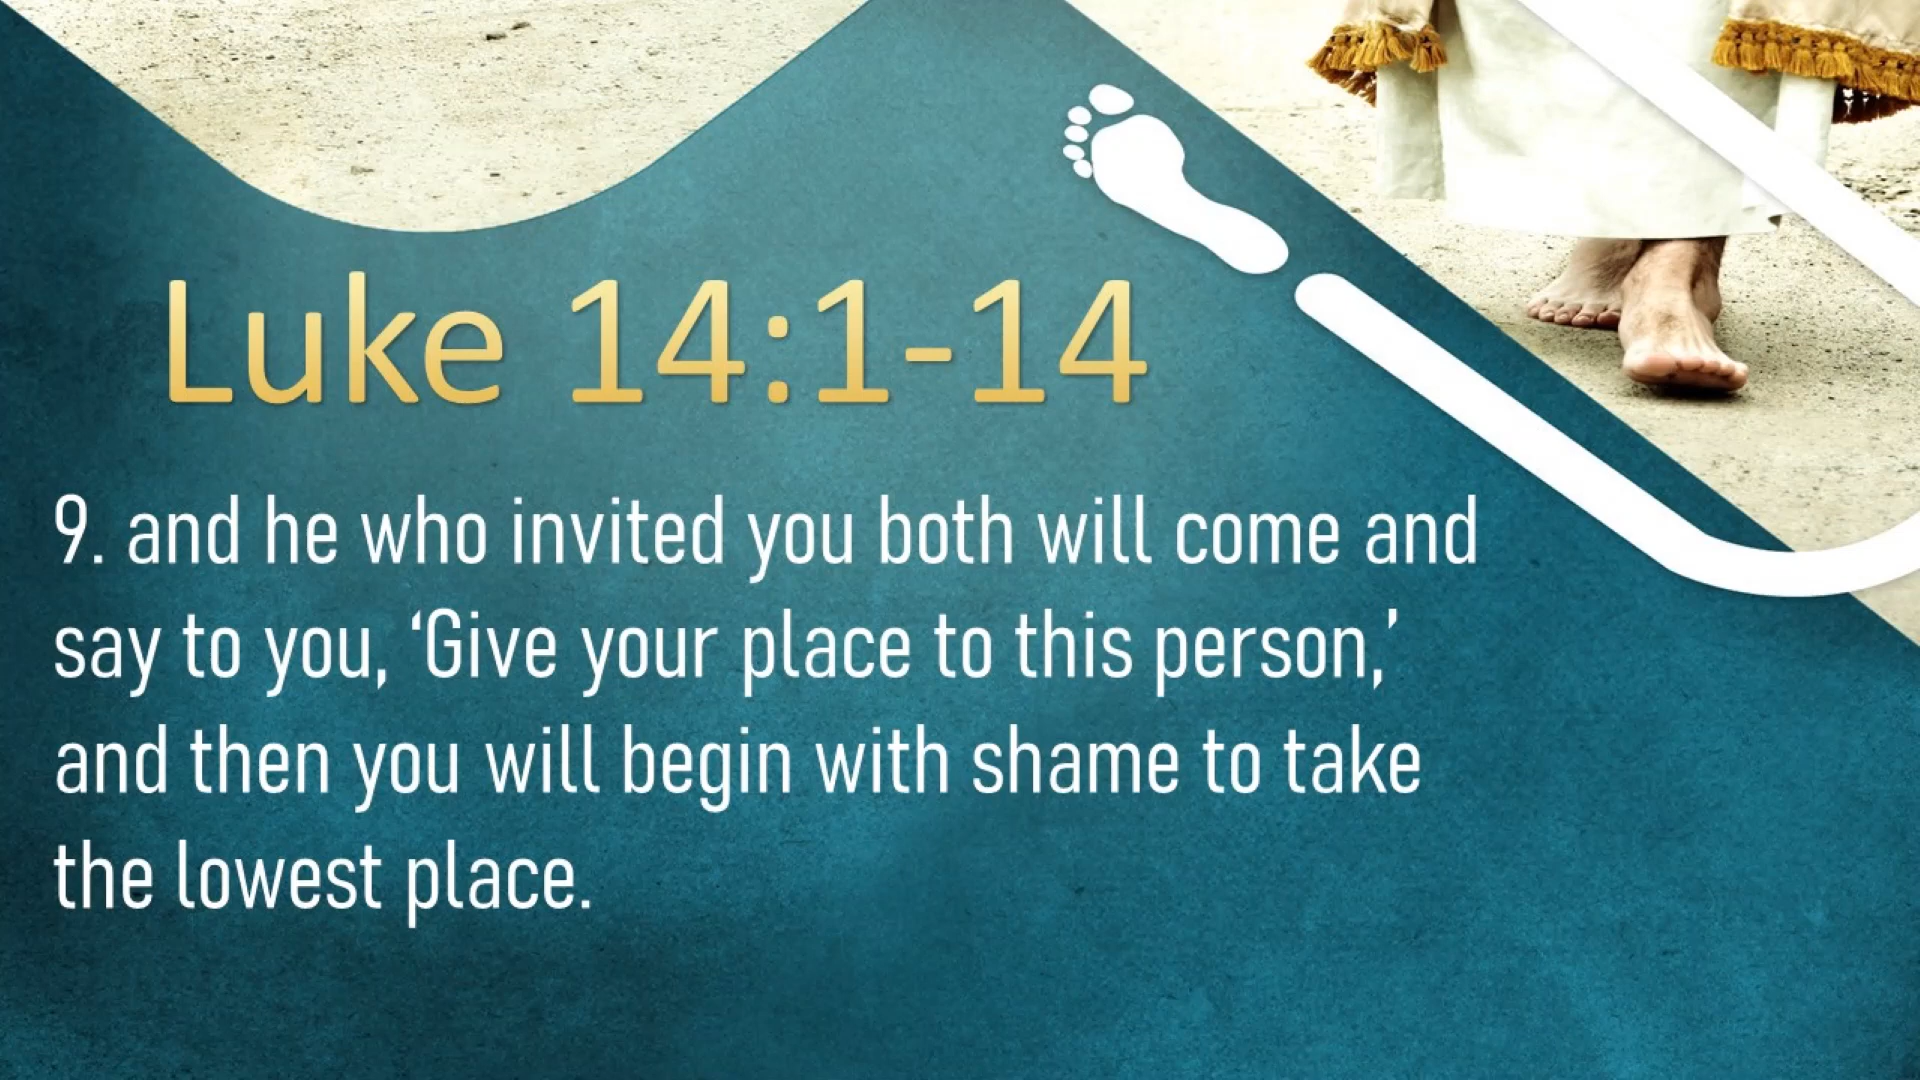 Luke 14:1-14
9. and he who invited you both will come and
say to you, ‘Give your place to this person,’
and then you will begin with shame to take
the lowest place.